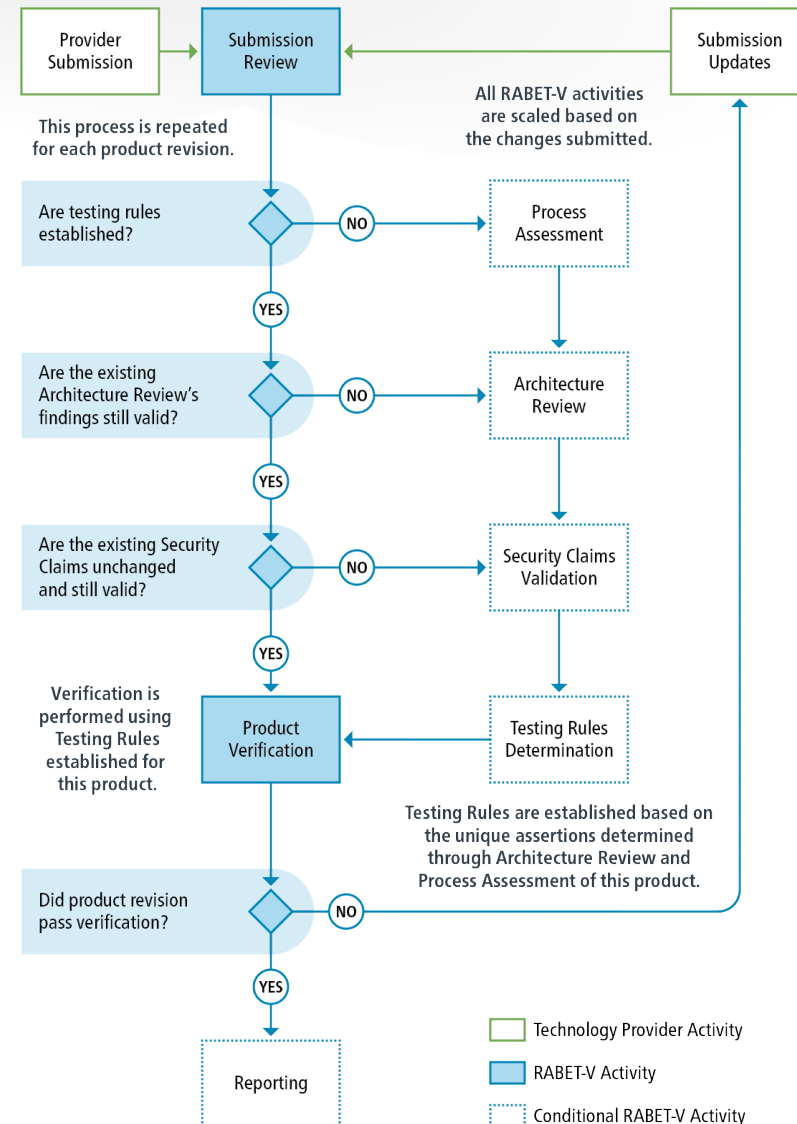 Provider
Submission
Submission
Review
Submission
Updates
This process is repeated
for each product revision.
All RABET-V activities
are scaled based on
the changes submitted.
Are testing rules
established?
NO
Process
Assessment
YES
Are the existing
Architecture Review’s
findings still valid?
NO
Architecture
Review
YES
Are the existing Security
Claims unchanged
and still valid?
NO
Security Claims
Validation
YES
Verification is
performed using
Testing Rules
established for
this product.
Product
Verification
Testing Rules
Determination
Testing Rules are established based on
the unique assertions determined
through Architecture Review and
Process Assessment of this product.
Did product revision
pass verification?
NO
YES
Reporting
Technology Provider Activity
RABET-V Activity
Conditional RABET-V Activity